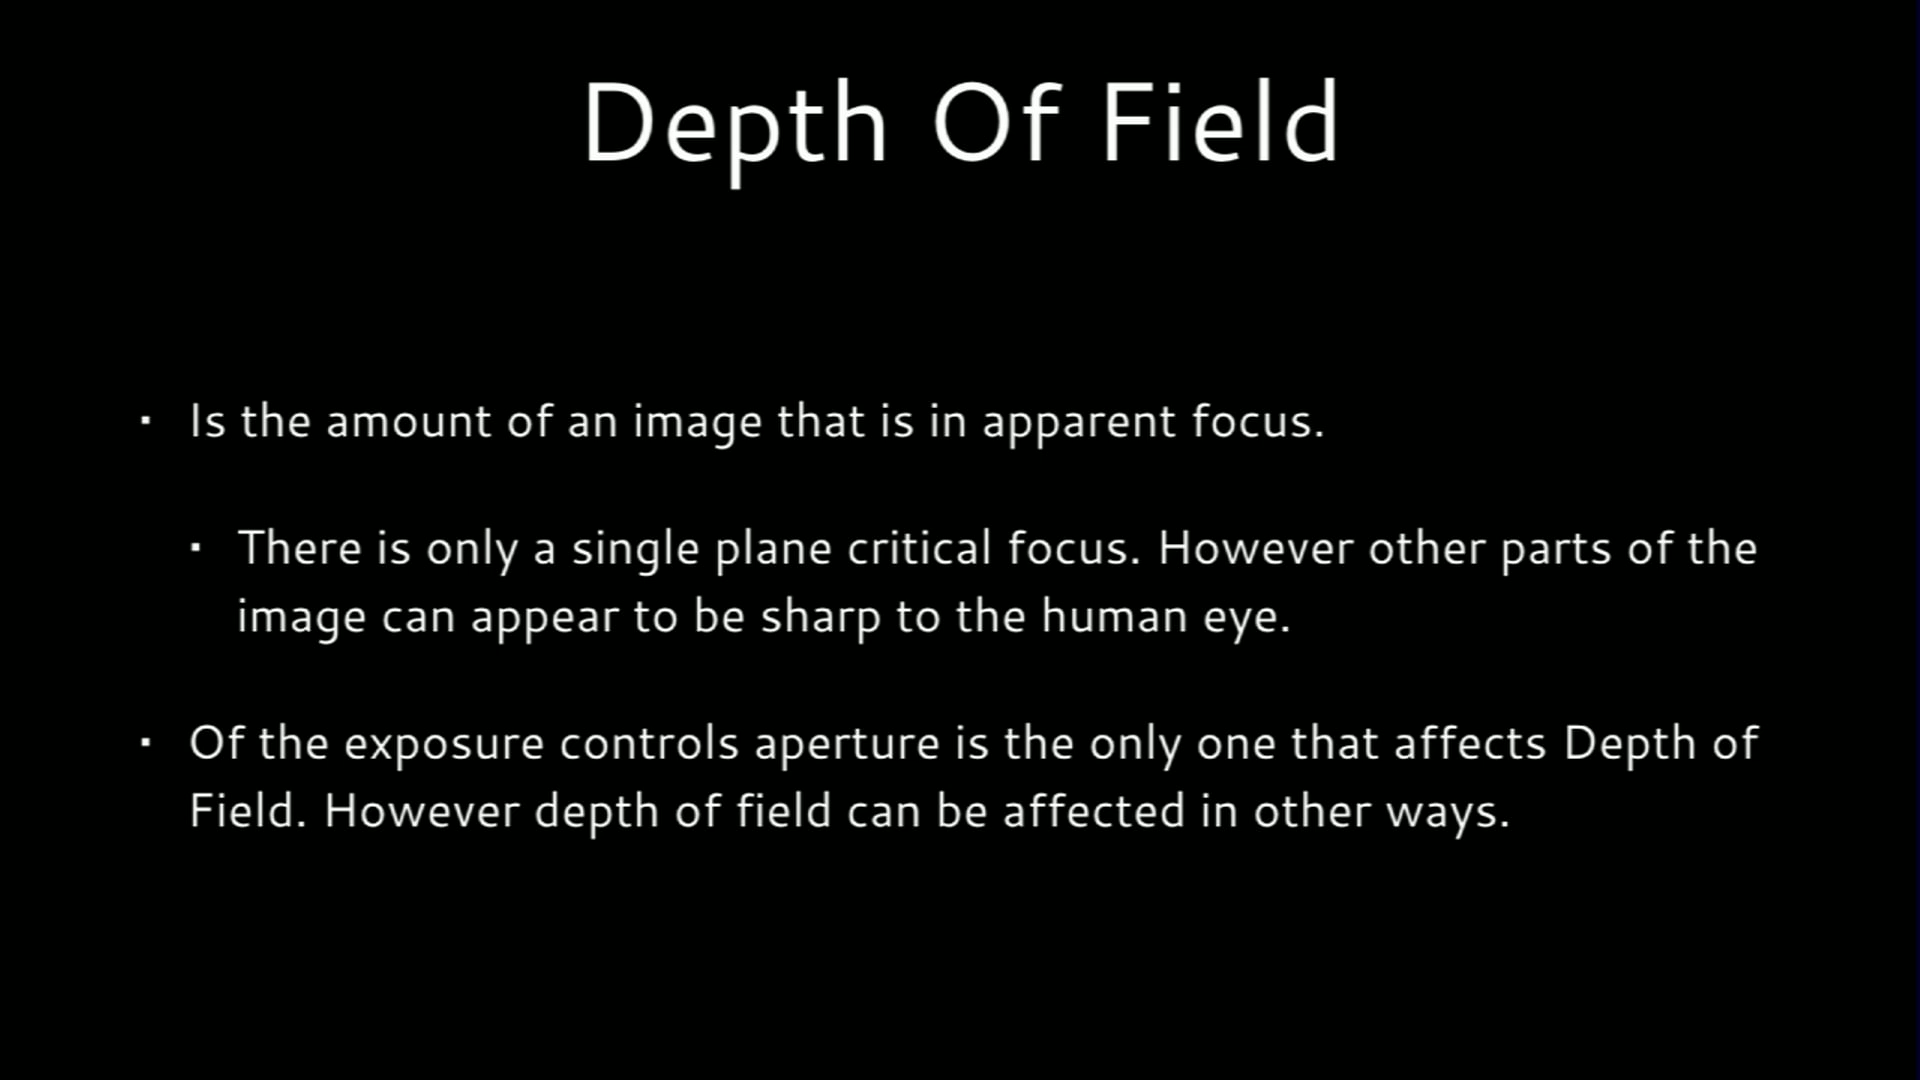 Depth Of Field
▪ Is the amount of an image that is in apparent focus.
▪ There is only a single plane critical focus. However other parts of the
image can appear to be sharp to the human eye.
▪ Of the exposure controls aperture is the only one that affects Depth of
Field. However depth of field can be affected in other ways.